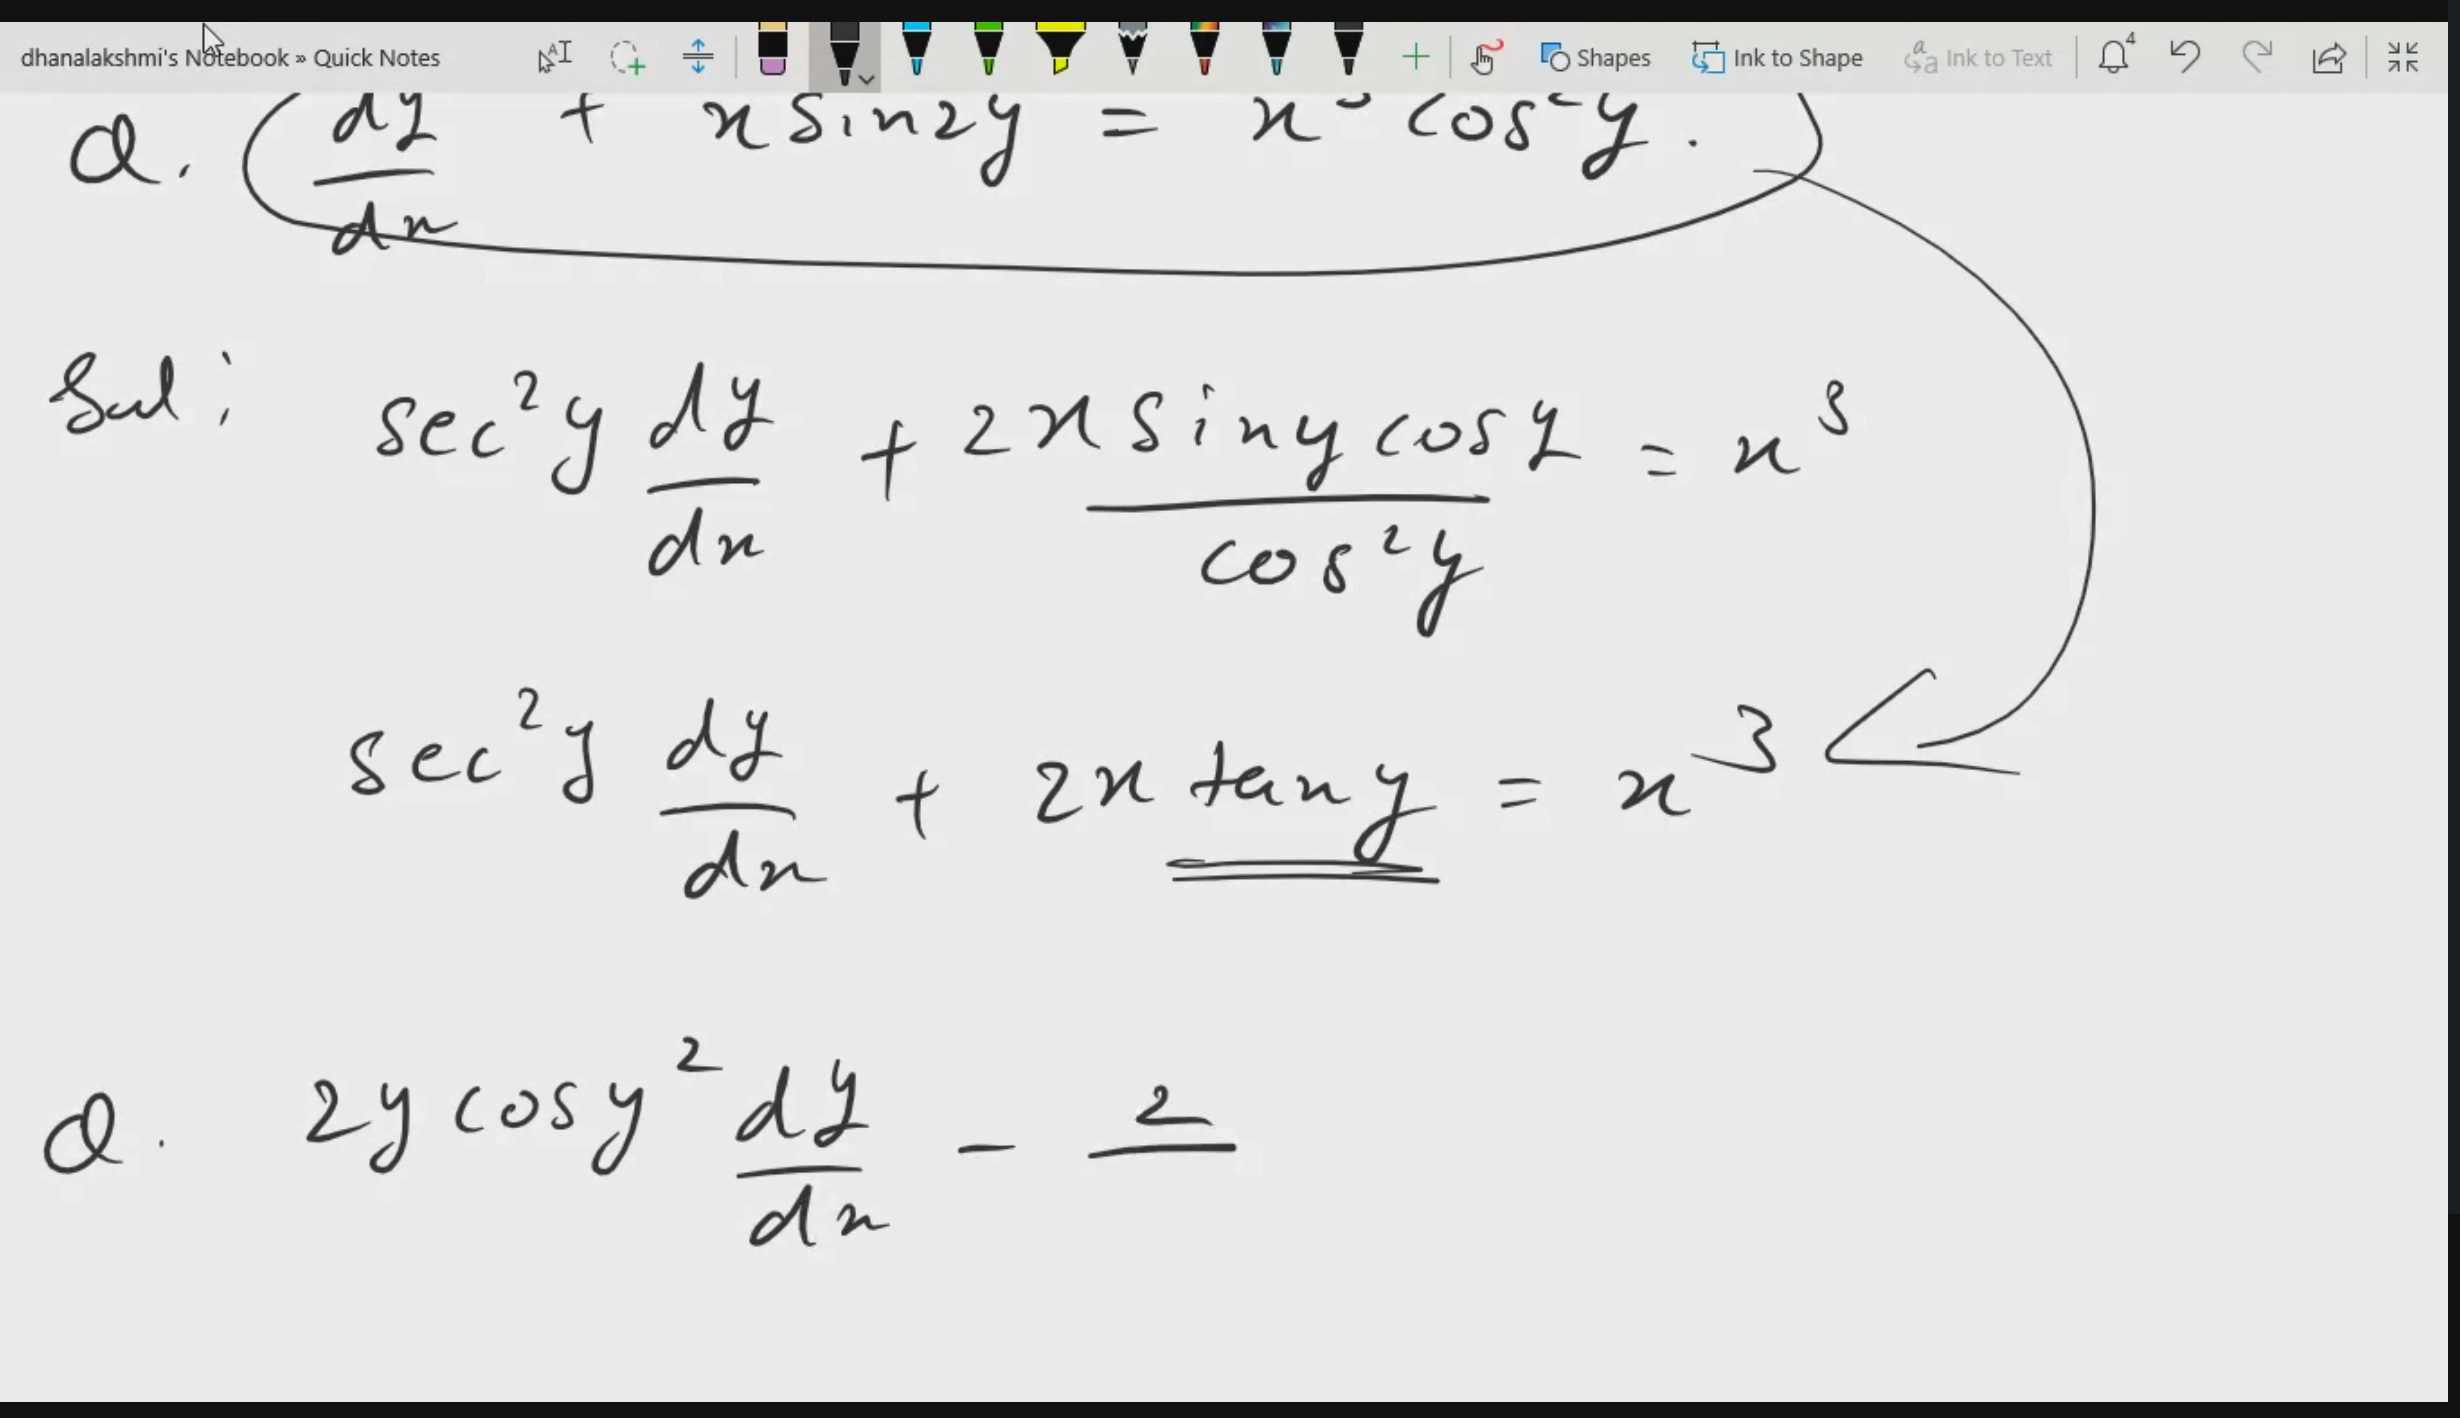 dhanalakshmi's Notebook » Quick Notes Shapes Ink to Shape Ink to Text 4
Q. dy/dx + x sin2y = x³ cos²y.
Sol: sec²y dy/dx + 2x siny cosy / cos²y = x³
sec²y dy/dx + 2x tany = x³
Q. 2y cosy² dy/dx - 2